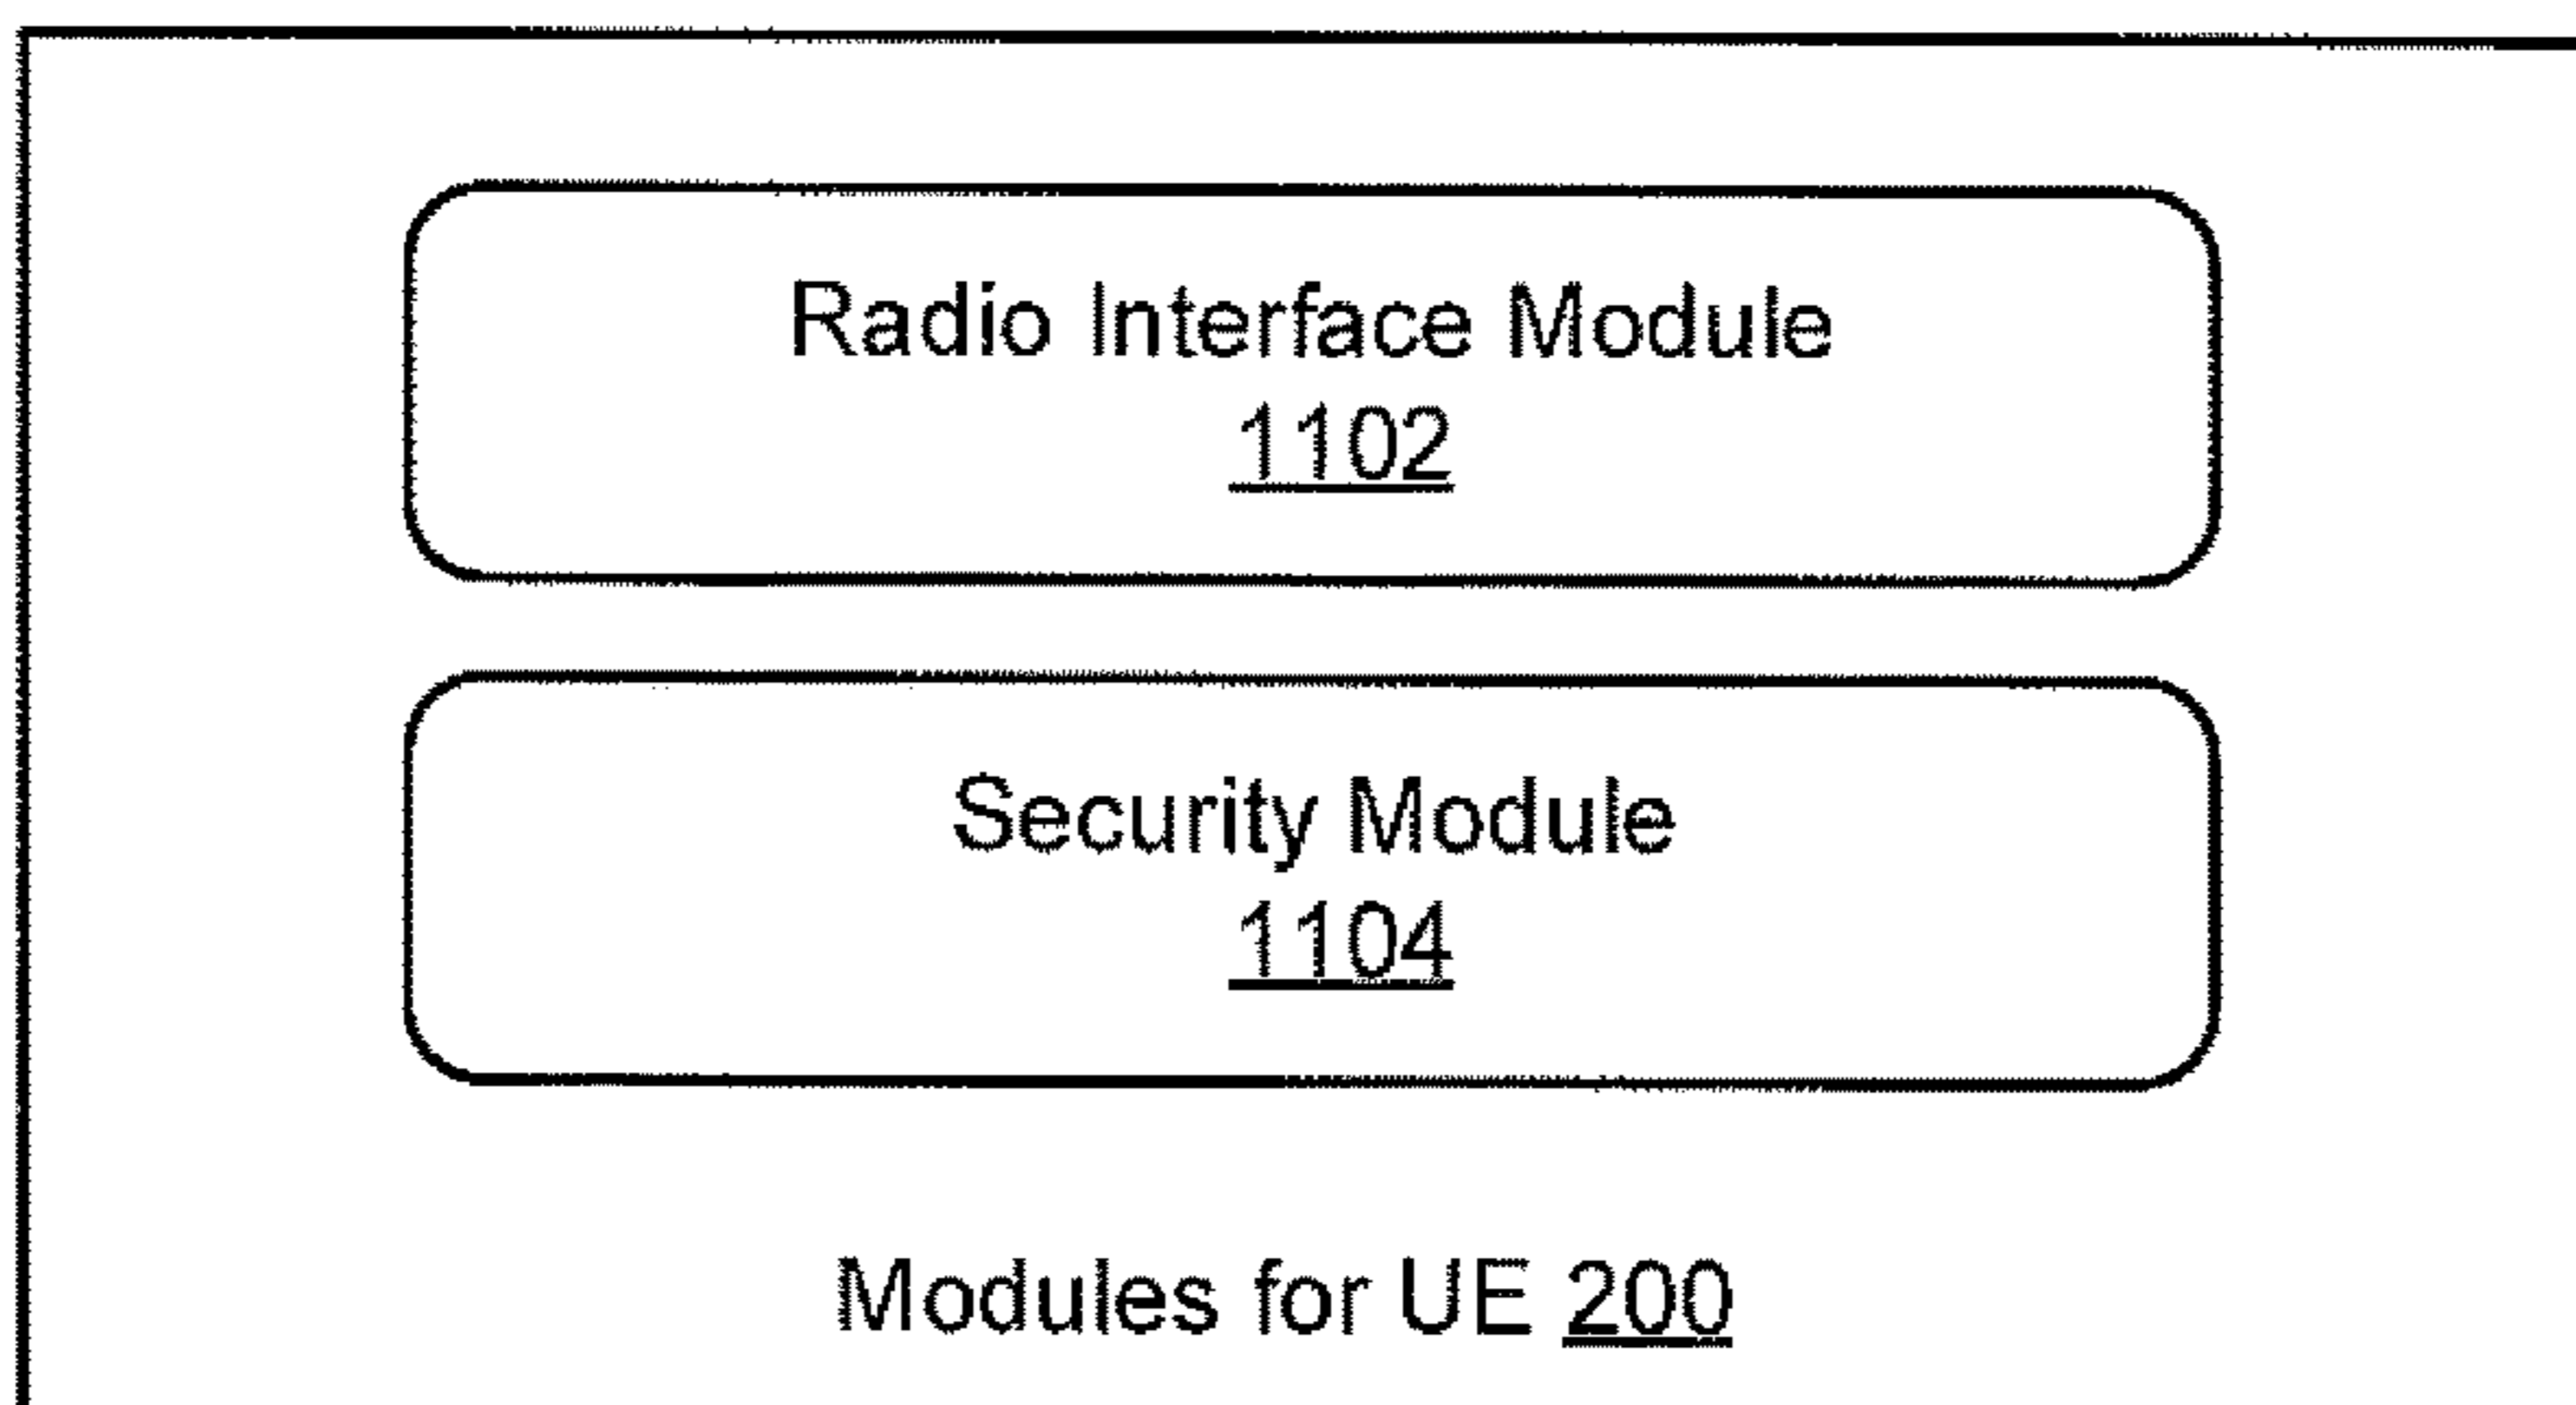 Radio Interface Module
1102
Security Module
1104
Modules for UE 200